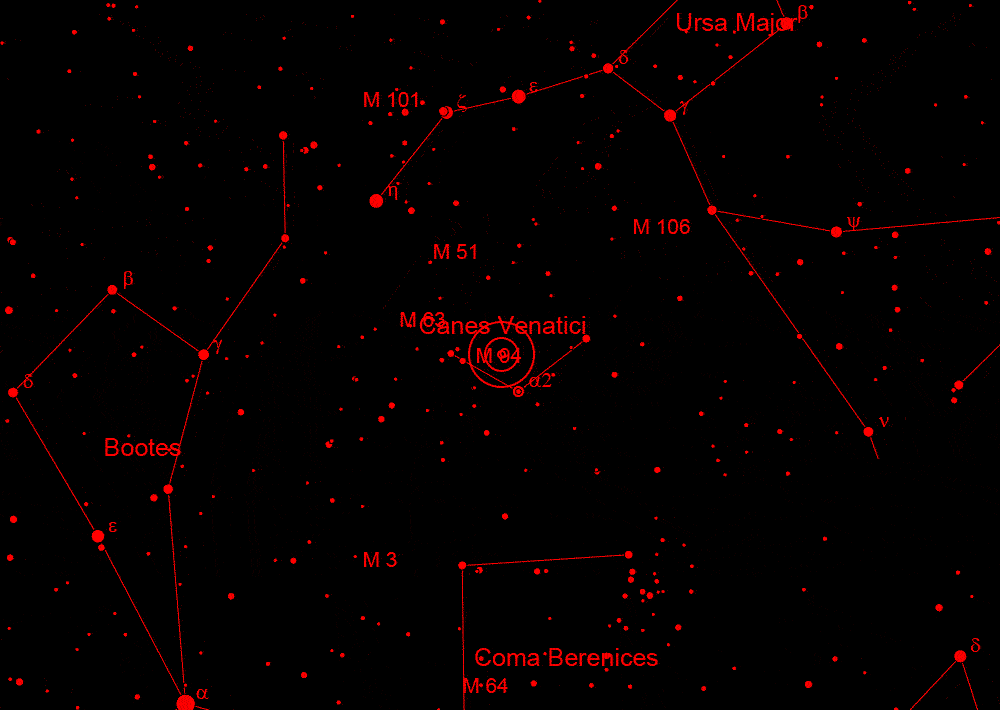 Ursa Major
β
δ
ε
M 101
ζ
γ
η
ψ
M 106
M 51
β
M 63
Canes Venatici
γ
M 94
α2
δ
ν
Bootes
ε
M 3
δ
Coma Berenices
M 64
α